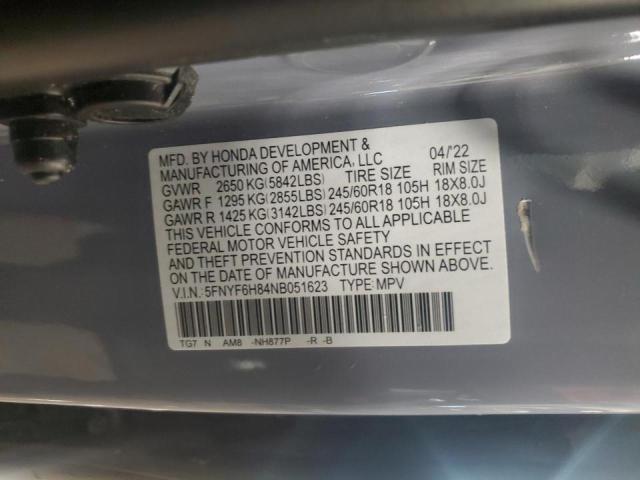 MFD. BY HONDA DEVELOPMENT &
MANUFACTURING OF AMERICA, LLC 04/'22
GVWR 2650 KG(5842LBS) TIRE SIZE RIM SIZE
GAWR F 1295 KG(2855LBS) 245/60R18 105H 18X8.0J
GAWR R 1425 KG(3142LBS) 245/60R18 105H 18X8.0J
THIS VEHICLE CONFORMS TO ALL APPLICABLE
FEDERAL MOTOR VEHICLE SAFETY
AND THEFT PREVENTION STANDARDS IN EFFECT
ON THE DATE OF MANUFACTURE SHOWN ABOVE.
V.I.N.:5FNYF6H84NB051623 TYPE:MPV
TG7 N AM8 -NH877P -R -B